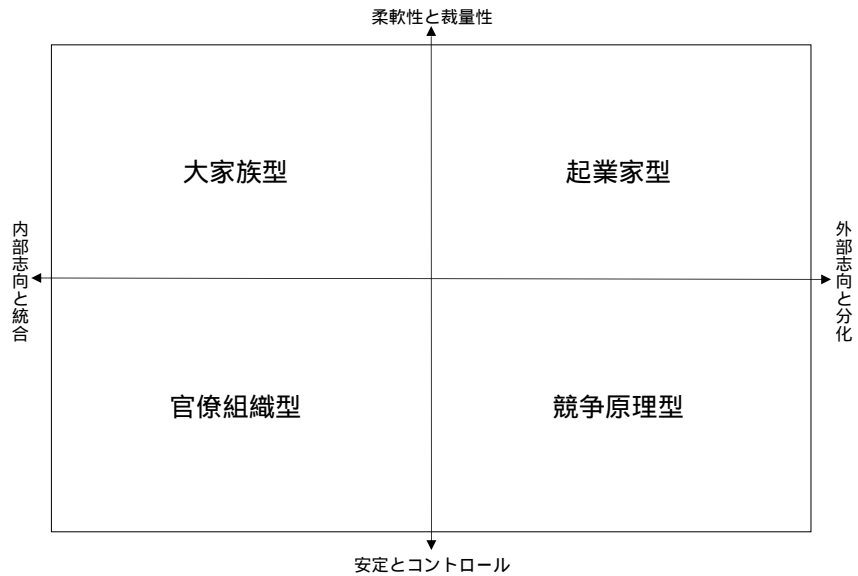 柔軟性と裁量性
大家族型
起業家型
内部志向と統合
外部志向と分化
官僚組織型
競争原理型
安定とコントロール